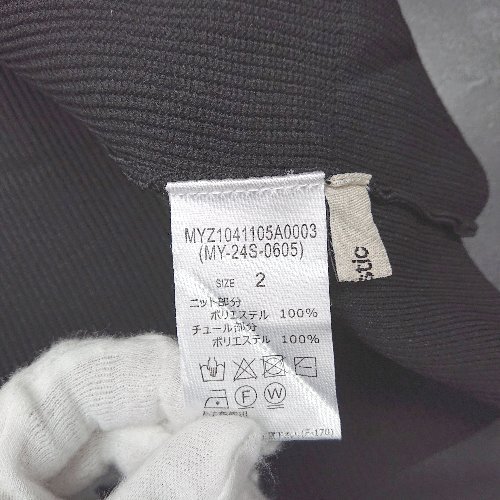 MYZ1041105A0003
(MY-24S-0605)
SIZE 2
ニット部分
ポリエステル 100%
チュール部分
ポリエステル 100%
F W
stic